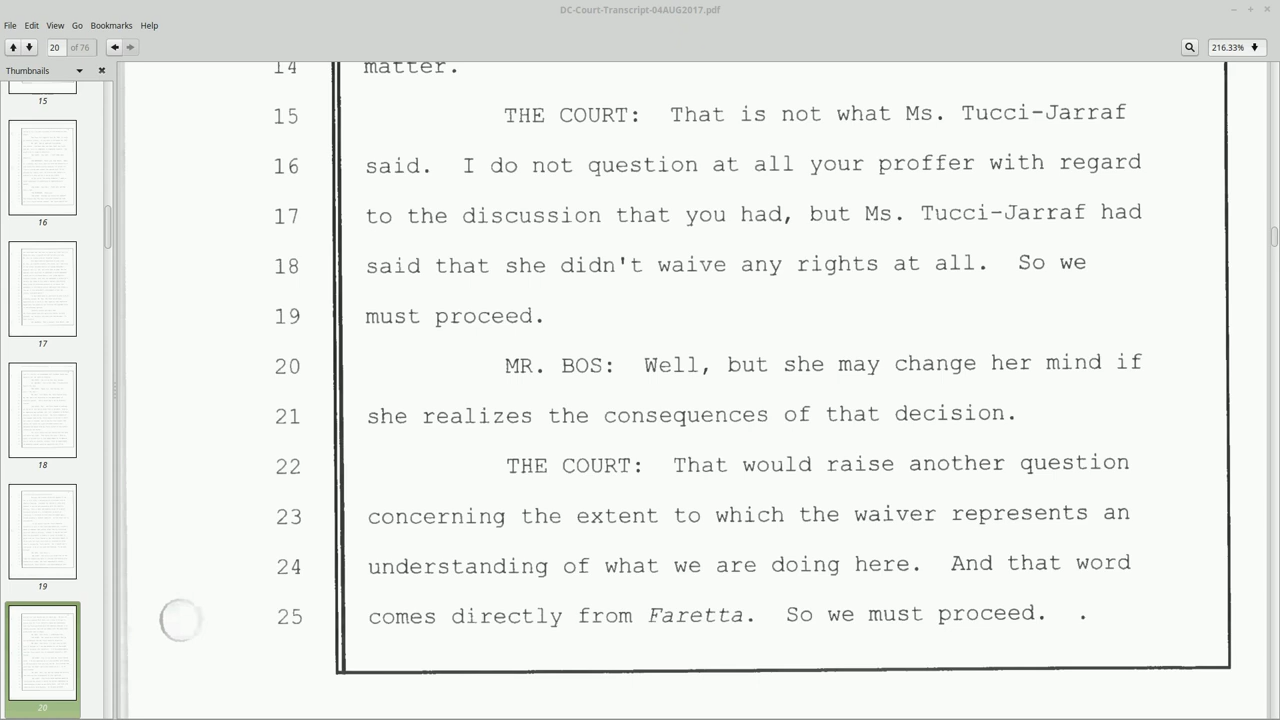 DC-Court-Transcript-04AUG2017.pdf
File Edit View Go Bookmarks Help
20 of 76 216.33%
Thumbnails
15
16
17
18
19
20
14 matter.
15 THE COURT: That is not what Ms. Tucci-Jarraf
16 said. I do not question at all your proffer with regard
17 to the discussion that you had, but Ms. Tucci-Jarraf had
18 said that she didn't waive any rights at all. So we
19 must proceed.
20 MR. BOS: Well, but she may change her mind if
21 she realizes the consequences of that decision.
22 THE COURT: That would raise another question
23 concerning the extent to which the waiver represents an
24 understanding of what we are doing here. And that word
25 comes directly from Faretta. So we must proceed. .